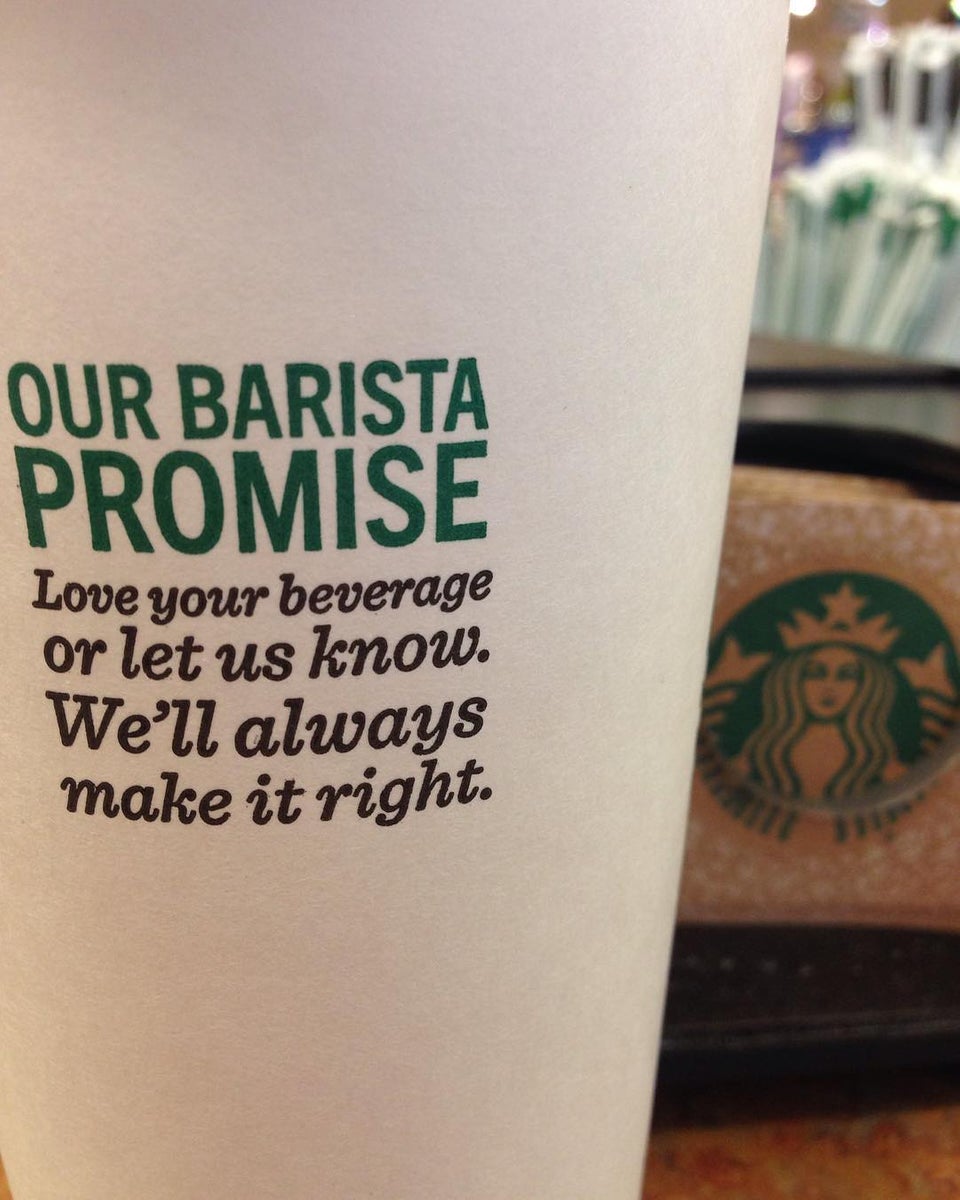 OUR BARISTA
PROMISE
Love your beverage
or let us know.
We'll always
make it right.